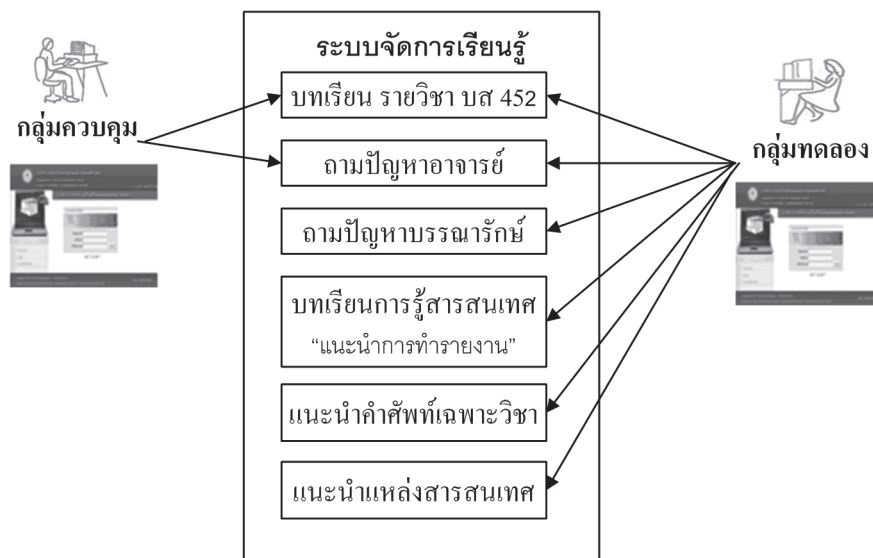 ระบบจัดการเรียนรู้
กลุ่มควบคุม
บทเรียน รายวิชา บส 452
ถามปัญหาอาจารย์
ถามปัญหาบรรณารักษ์
บทเรียนการรู้สารสนเทศ
“แนะนำการทำรายงาน”
แนะนำคำศัพท์เฉพาะวิชา
แนะนำแหล่งสารสนเทศ
กลุ่มทดลอง